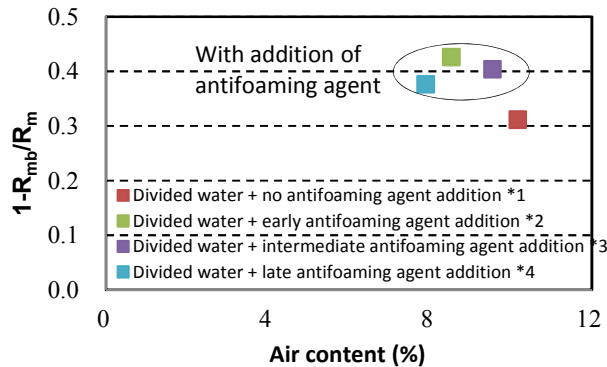 0.5
With addition of
antifoaming agent
0.4
0.3
0.2
0.1
0.0
1-Rmb/Rm
Divided water + no antifoaming agent addition *1
Divided water + early antifoaming agent addition *2
Divided water + intermediate antifoaming agent addition *3
Divided water + late antifoaming agent addition *4
0 4 8 12
Air content (%)